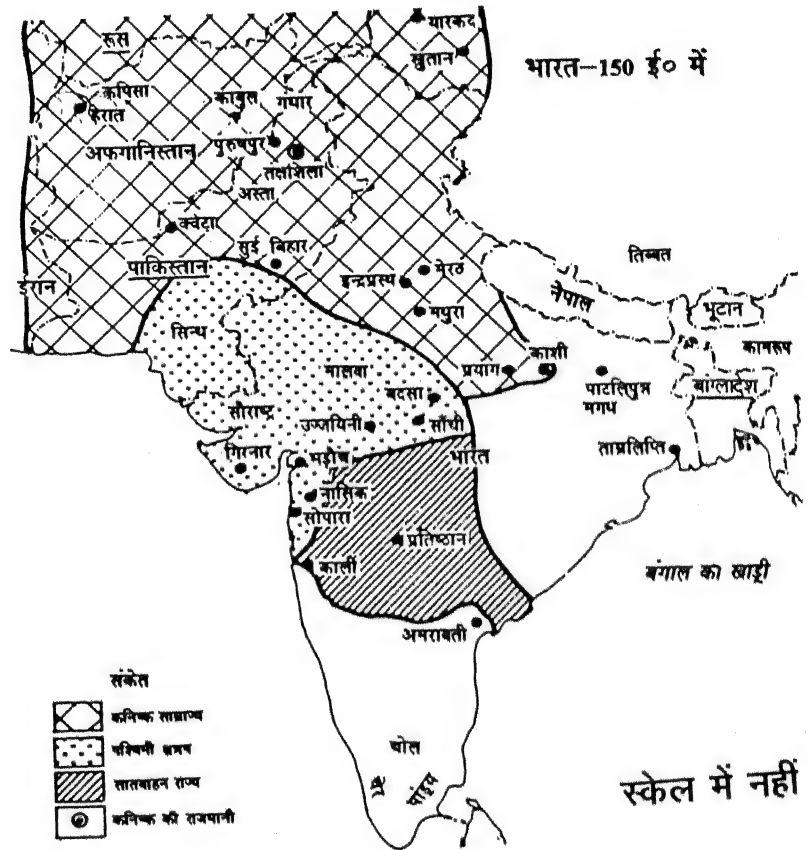 यारकंद
रूस
खुतान
भारत–150 ई० में
कपिसा
हेरात
काबुल
गंधार
अफगानिस्तान
पुरुषपुर
तक्षशिला
अस्ता
क्वेटा
सुई बिहार
पाकिस्तान
ईरान
तिब्बत
मेरठ
इन्द्रप्रस्थ
नेपाल
भूटान
मथुरा
सिन्ध
कामरूप
मालवा
प्रयाग
काशी
पाटलिपुत्र
मगध
बांग्लादेश
बदसा
सौराष्ट्र
उज्जयिनी
साँची
गिरनार
भड़ौच
भारत
ताम्रलिप्ति
नासिक
सोपारा
प्रतिष्ठान
कार्ली
बंगाल की खाड़ी
अमरावती
संकेत
कनिष्क साम्राज्य
पश्चिमी क्षत्रप
सातवाहन राज्य
कनिष्क की राजधानी
चोल
चेर
पांड्य
स्केल में नहीं